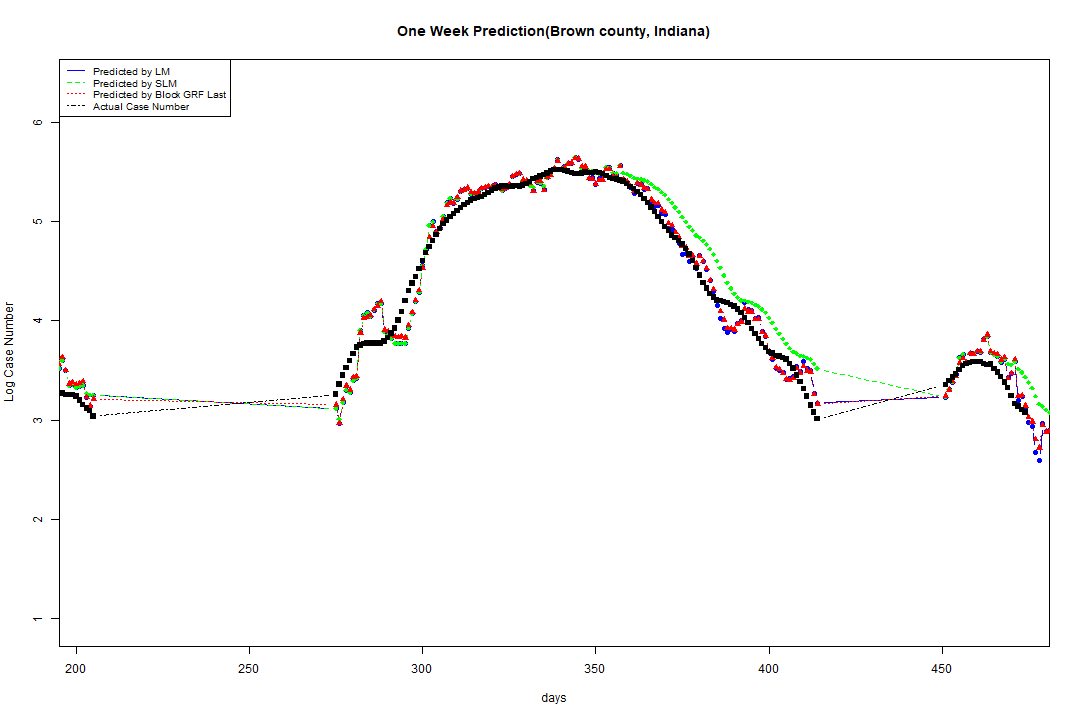 One Week Prediction(Brown county, Indiana)
Predicted by LM
Predicted by SLM
Predicted by Block GRF Last
Actual Case Number
Log Case Number
6
5
4
3
2
1
200 250 300 350 400 450
days